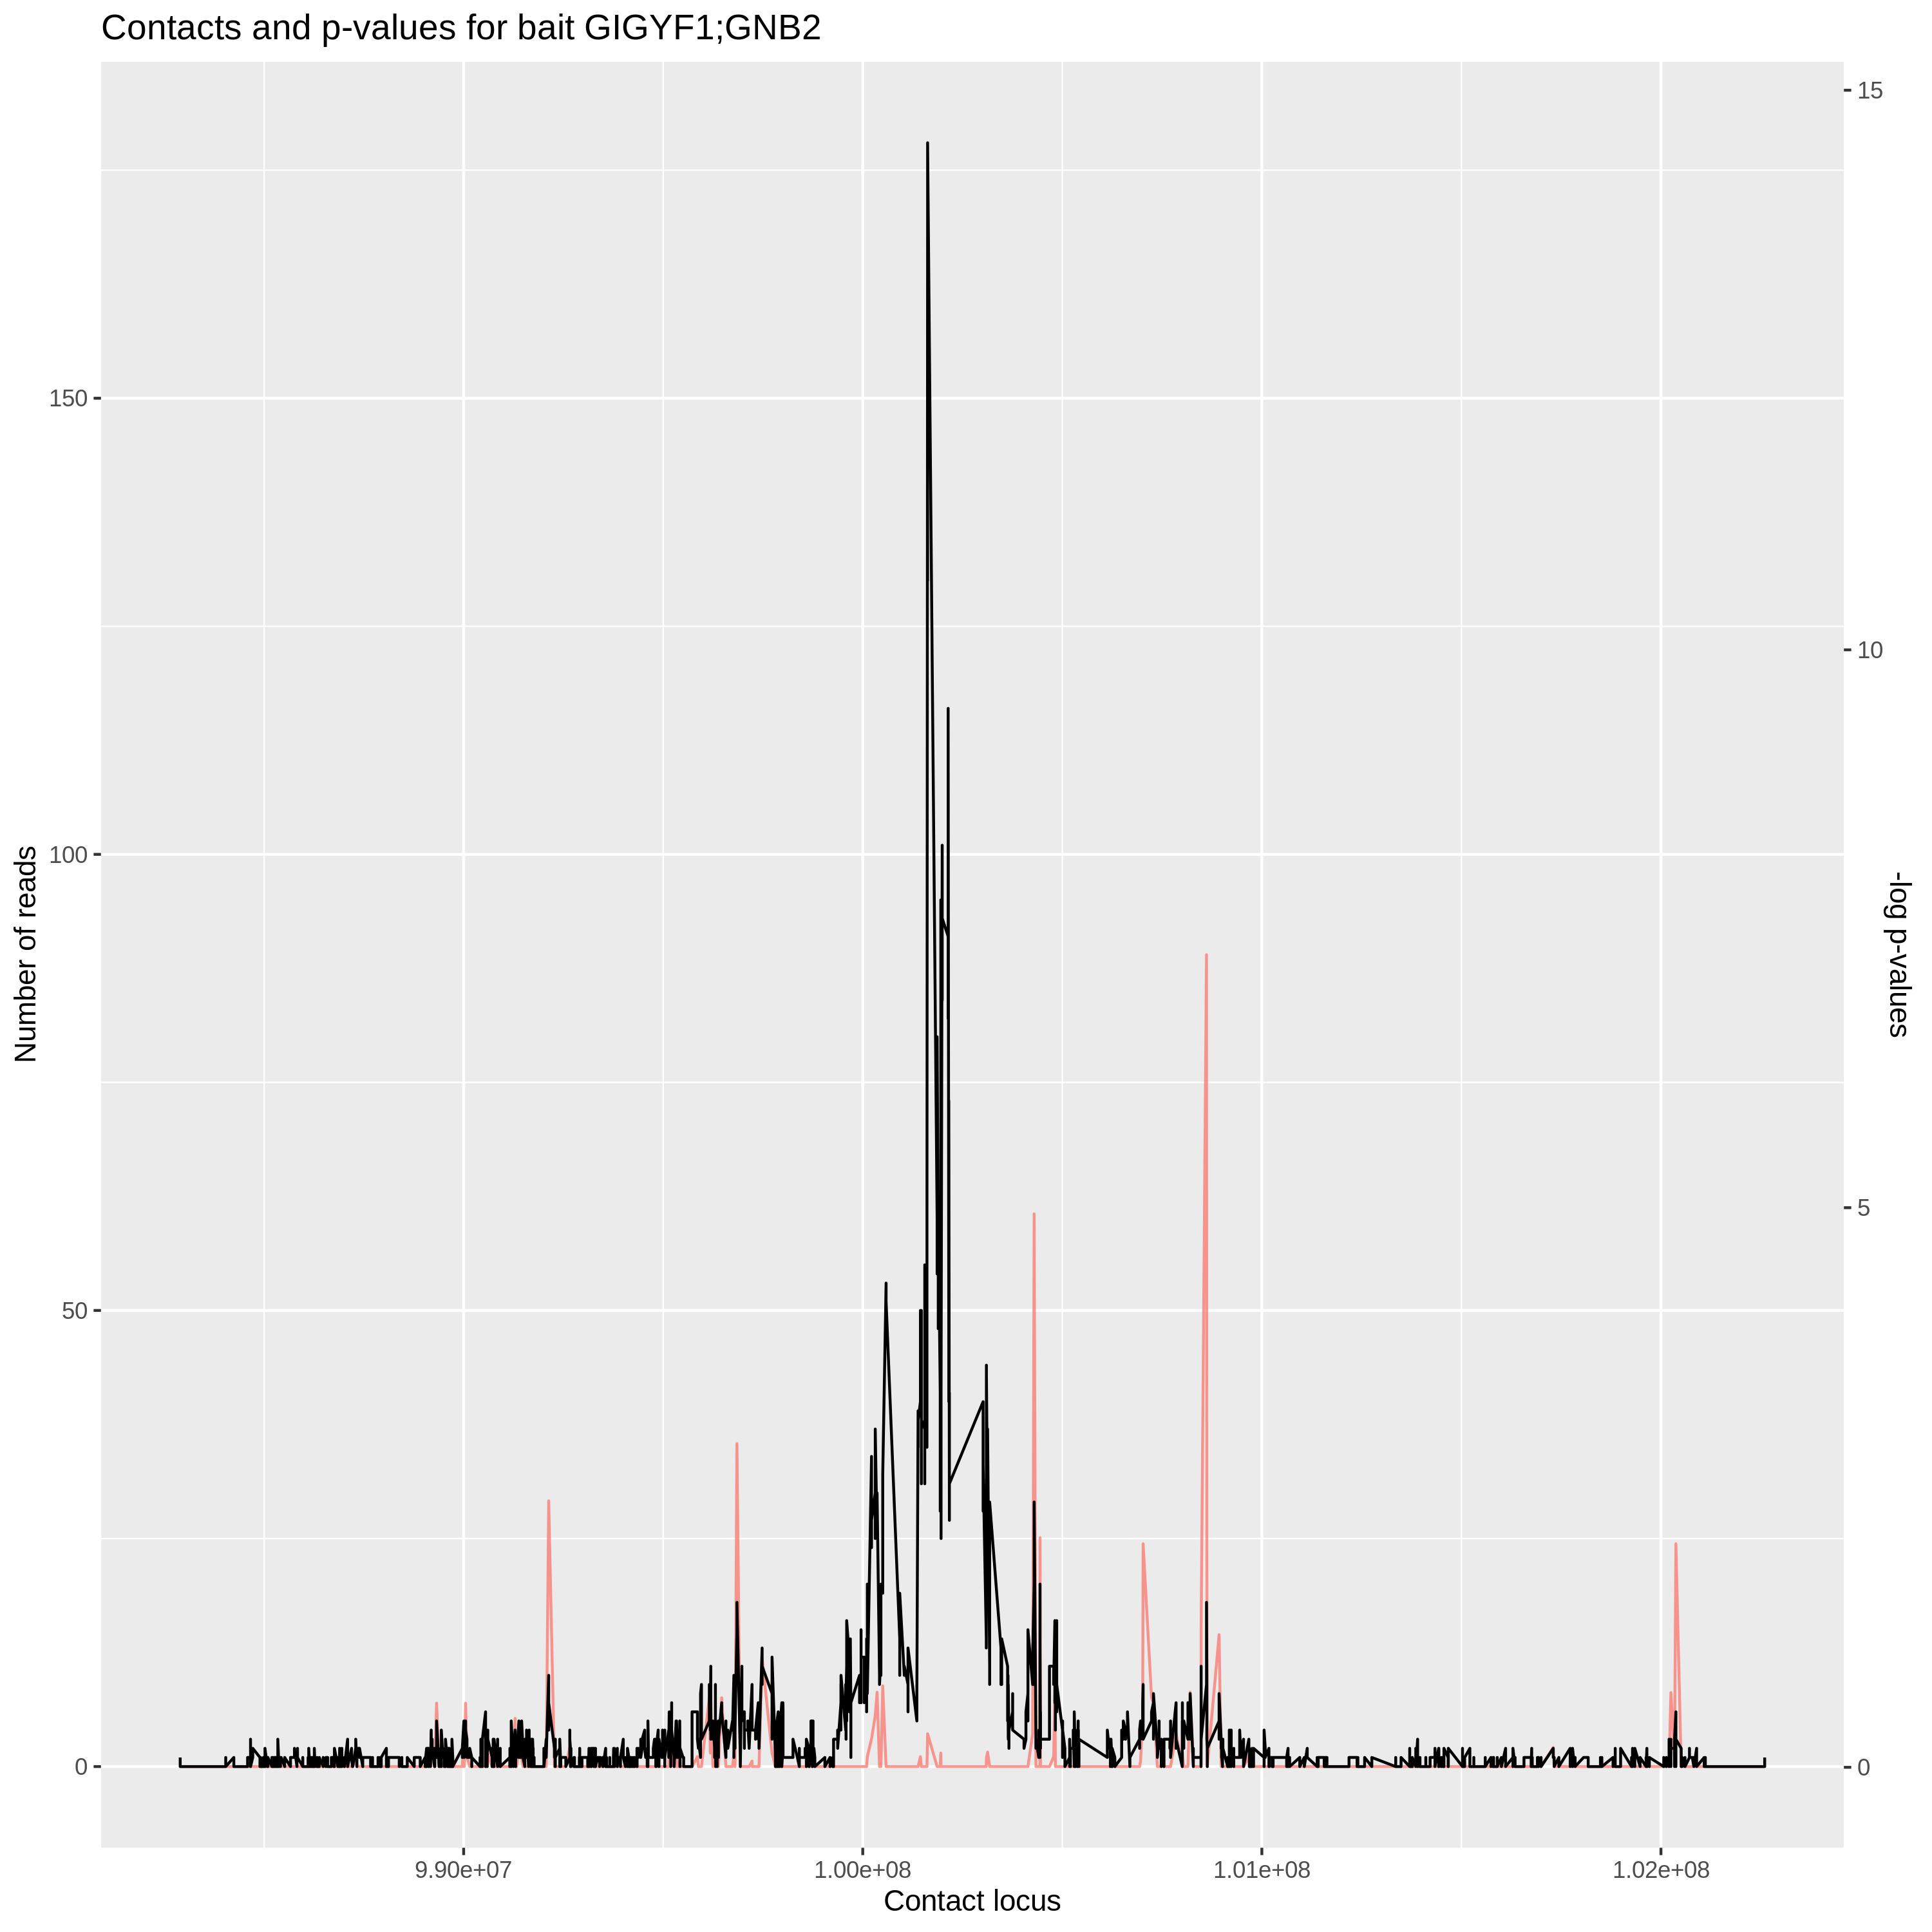 Contacts and p-values for bait GIGYF1;GNB2
15
150
10
100
Number of reads
-log p-values
5
50
0
0
9.90e+07
1.00e+08
1.01e+08
1.02e+08
Contact locus